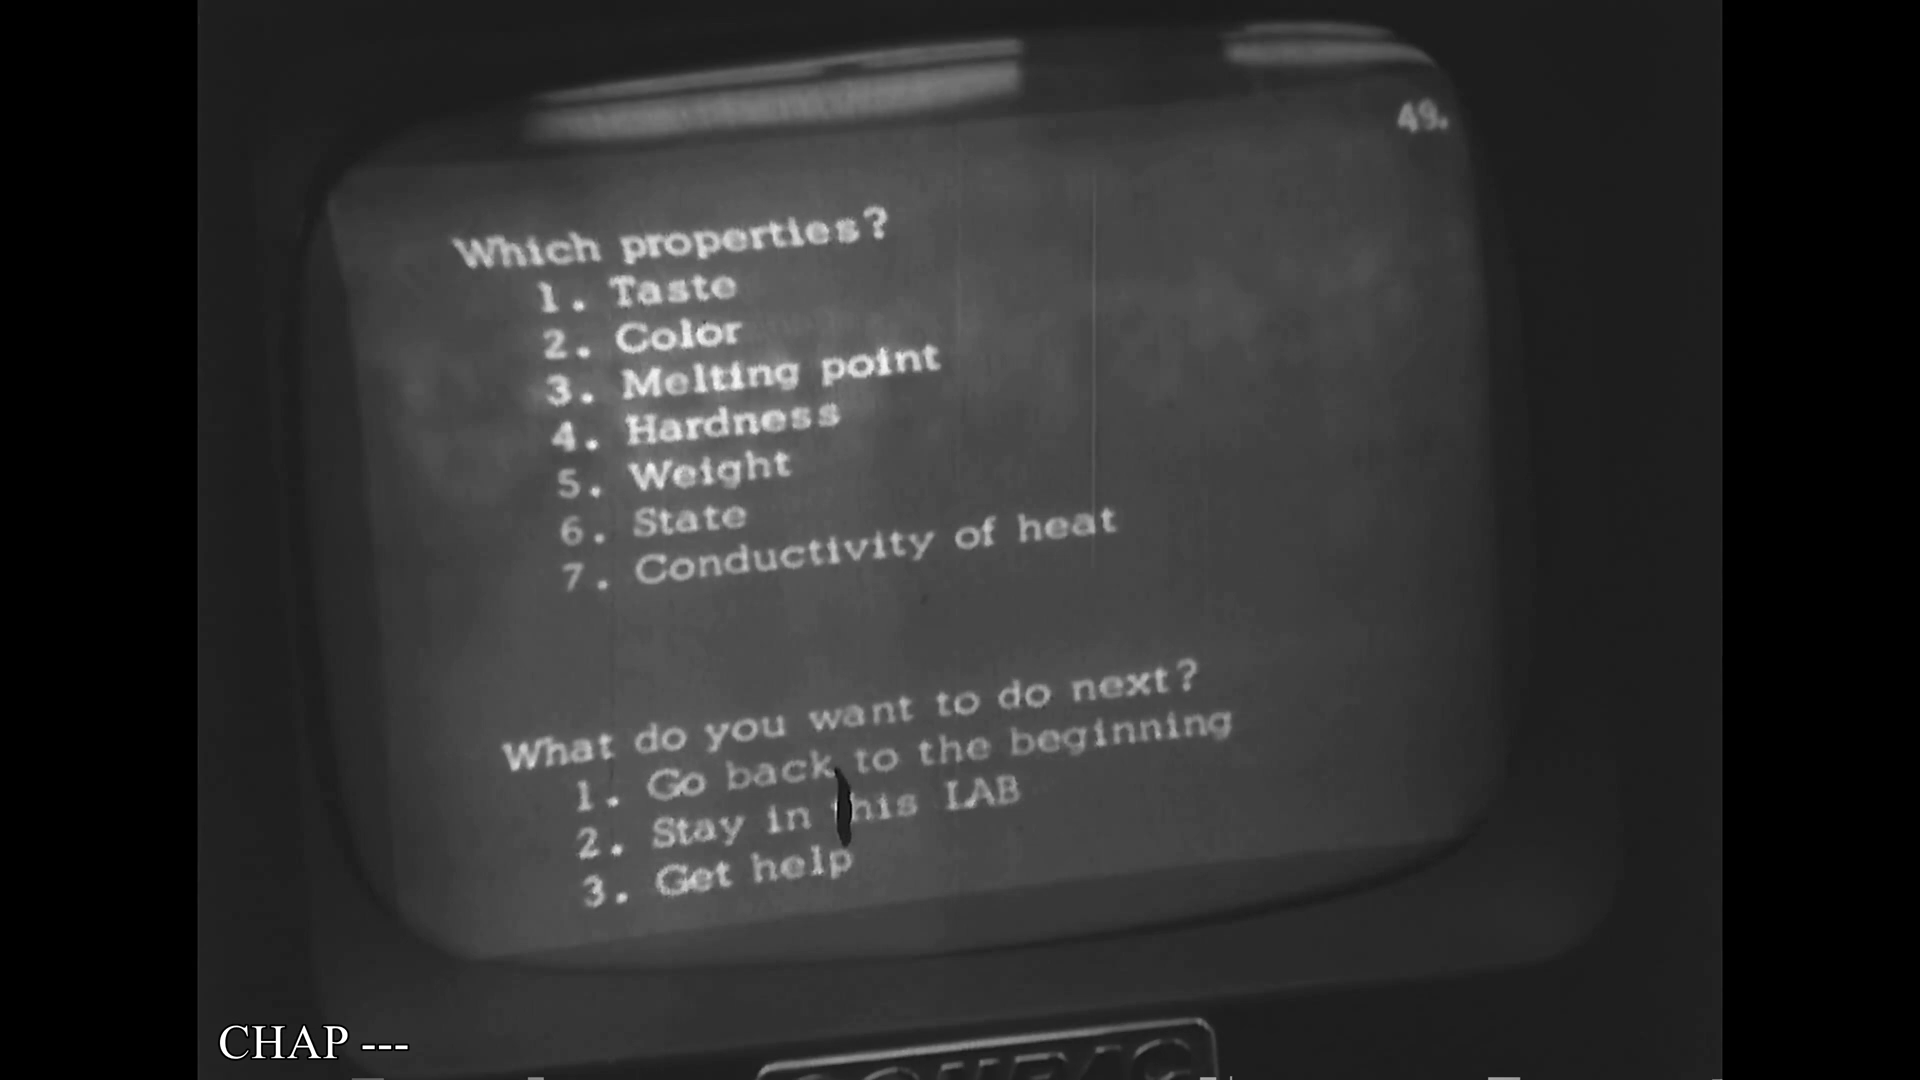 49.
Which properties?
1. Taste
2. Color
3. Melting point
4. Hardness
5. Weight
6. State
7. Conductivity of heat
What do you want to do next?
1. Go back to the beginning
2. Stay in this LAB
3. Get help
CHAP ---